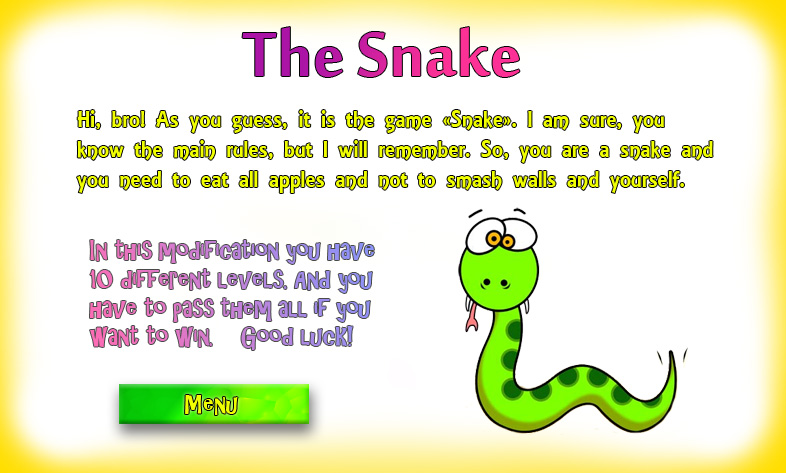 The Snake
Hi, bro! As you guess, it is the game «Snake». I am sure, you
know the main rules, but I will remember. So, you are a snake and
you need to eat all apples and not to smash walls and yourself.
In this modification you have
10 different levels. And you
have to pass them all if you
want to win. Good luck!
Menu